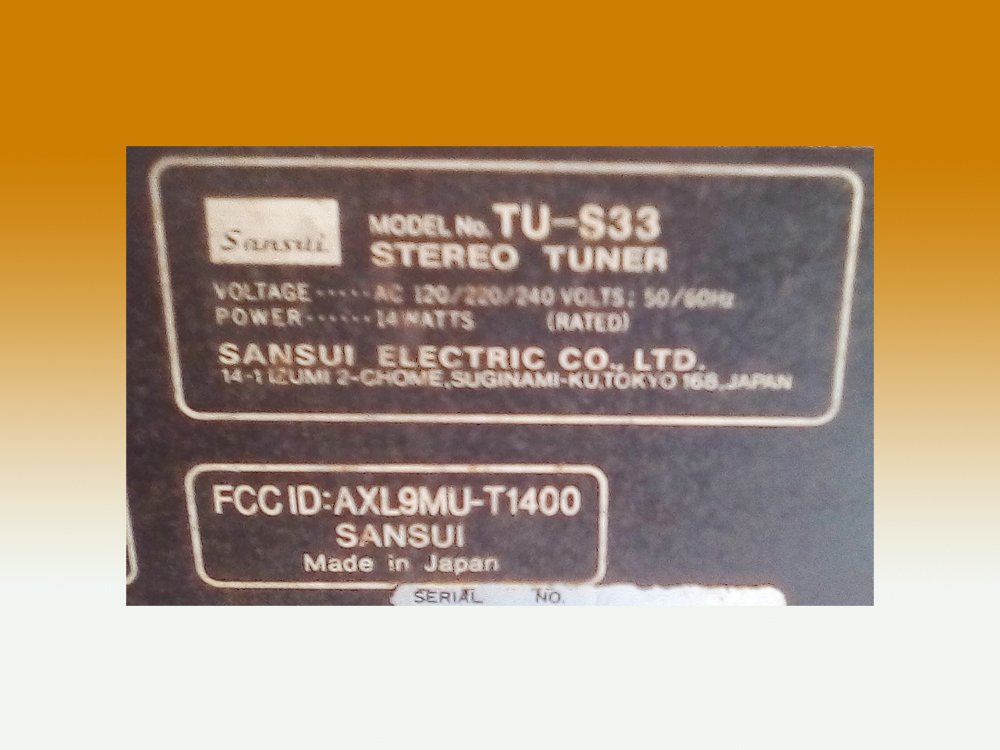 Sansui
MODEL No. TU-S33
STEREO TUNER
VOLTAGE ····· AC 120/220/240 VOLTS: 50/60Hz
POWER ······ 14 WATTS (RATED)
SANSUI ELECTRIC CO., LTD.
14-1 IZUMI 2-CHOME, SUGINAMI-KU, TOKYO 168, JAPAN
FCC ID: AXL9MU-T1400
SANSUI
Made in Japan
SERIAL NO.